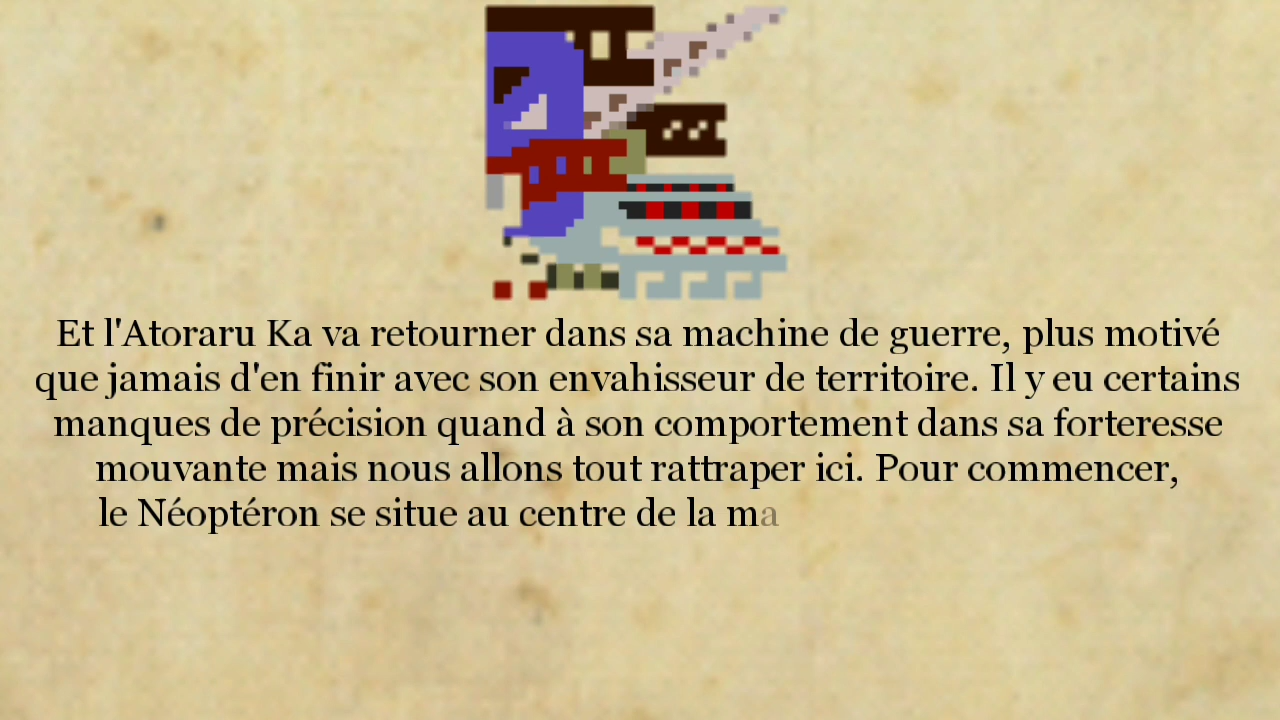 Et l'Atoraru Ka va retourner dans sa machine de guerre, plus motivé
que jamais d'en finir avec son envahisseur de territoire. Il y eu certains
manques de précision quand à son comportement dans sa forteresse
mouvante mais nous allons tout rattraper ici. Pour commencer,
le Néoptéron se situe au centre de la ma